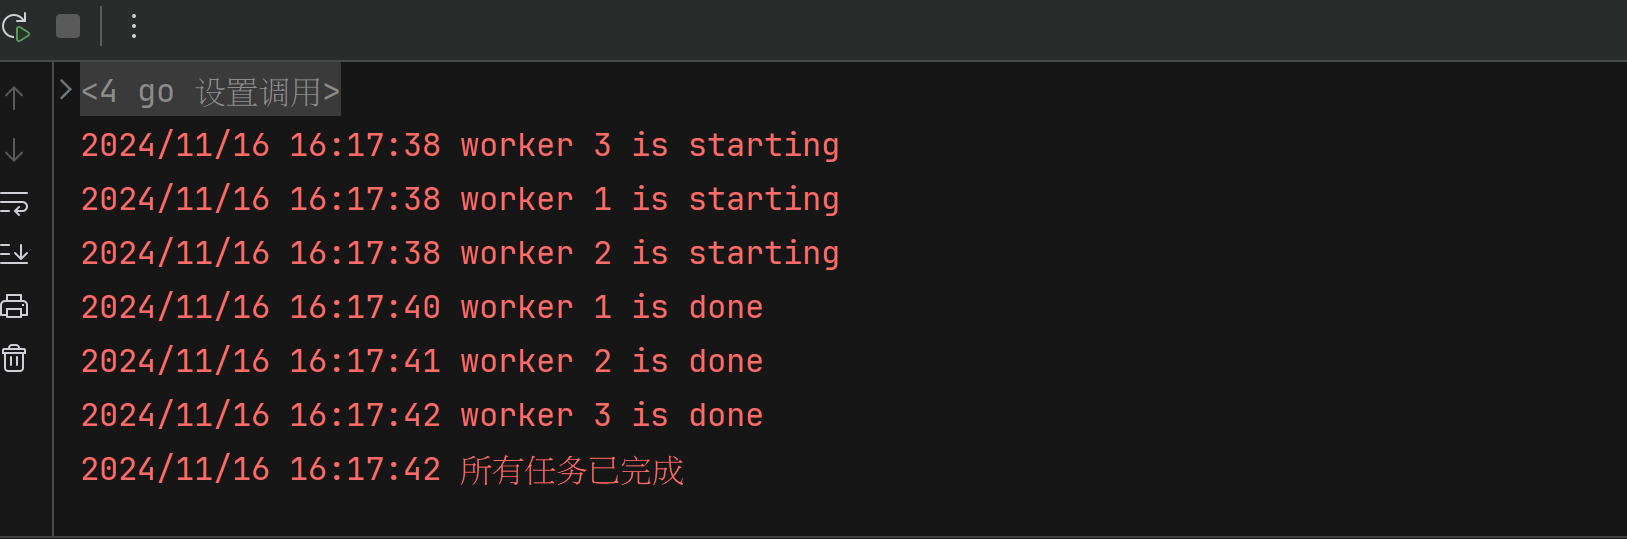 <4 go 设置调用>
2024/11/16 16:17:38 worker 3 is starting
2024/11/16 16:17:38 worker 1 is starting
2024/11/16 16:17:38 worker 2 is starting
2024/11/16 16:17:40 worker 1 is done
2024/11/16 16:17:41 worker 2 is done
2024/11/16 16:17:42 worker 3 is done
2024/11/16 16:17:42 所有任务已完成